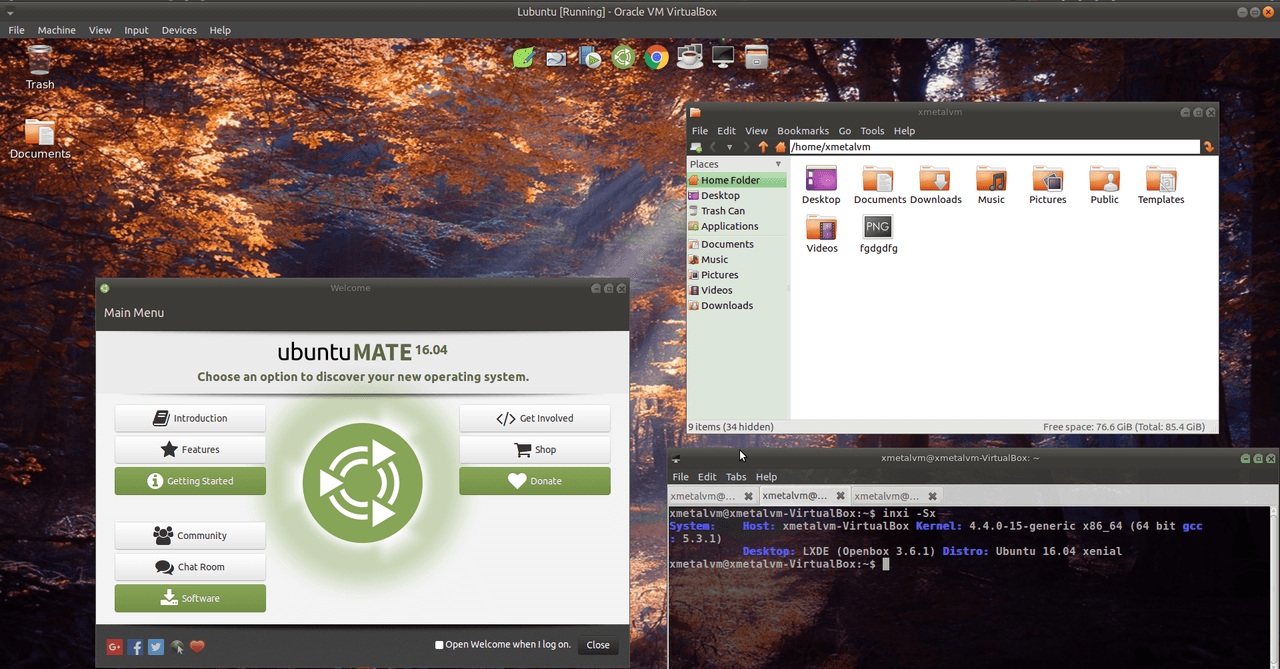 Lubuntu [Running] - Oracle VM VirtualBox
File Machine View Input Devices Help
Trash
Documents
xmetalvm
File Edit View Bookmarks Go Tools Help
/home/xmetalvm
Places
Home Folder
Desktop
Trash Can
Applications
Documents
Music
Pictures
Videos
Downloads
Desktop Documents Downloads Music Pictures Public Templates
PNG
Videos fgdgdfg
9 items (34 hidden) Free space: 76.6 GiB (Total: 85.4 GiB)
Welcome
Main Menu
ubuntu MATE 16.04
Choose an option to discover your new operating system.
Introduction
Features
Getting Started
Community
Chat Room
Software
Get Involved
Shop
Donate
G+ f
Open Welcome when I log on. Close
xmetalvm@xmetalvm-VirtualBox: ~
File Edit Tabs Help
xmetalvm@... xmetalvm@... xmetalvm@...
xmetalvm@xmetalvm-VirtualBox:~$ inxi -Sx
System: Host: xmetalvm-VirtualBox Kernel: 4.4.0-15-generic x86_64 (64 bit gcc
: 5.3.1)
Desktop: LXDE (Openbox 3.6.1) Distro: Ubuntu 16.04 xenial
xmetalvm@xmetalvm-VirtualBox:~$